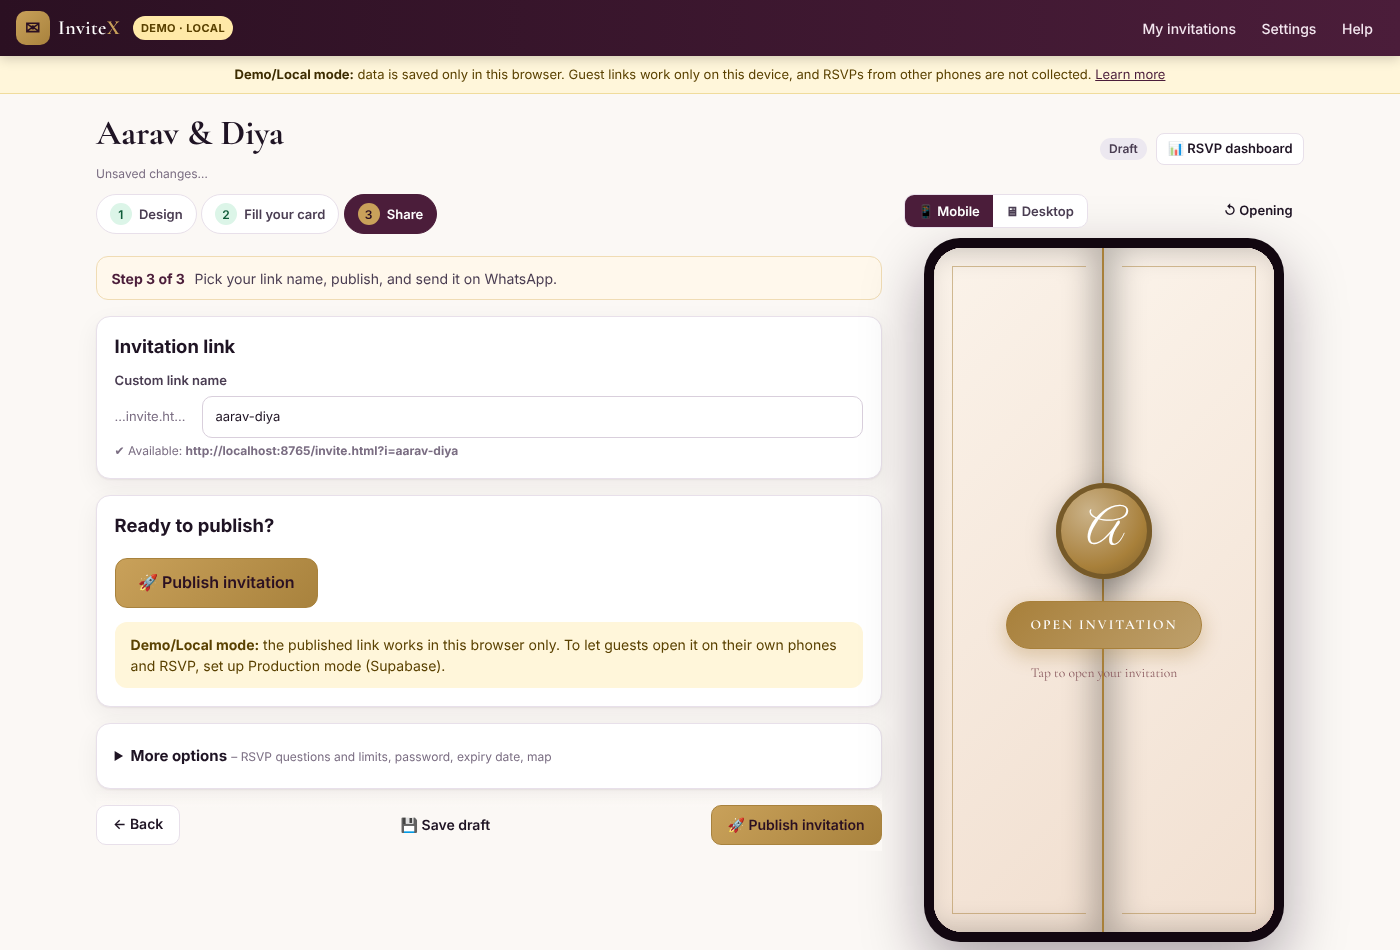 InviteX DEMO · LOCAL My invitations Settings Help
Demo/Local mode: data is saved only in this browser. Guest links work only on this device, and RSVPs from other phones are not collected. Learn more
Aarav & Diya
Draft 📊 RSVP dashboard
Unsaved changes…
1 Design 2 Fill your card 3 Share
📱 Mobile 🖥 Desktop ↺ Opening
Step 3 of 3 Pick your link name, publish, and send it on WhatsApp.
Invitation link
Custom link name
…invite.ht… aarav-diya
✔ Available: http://localhost:8765/invite.html?i=aarav-diya
Ready to publish?
🚀 Publish invitation
Demo/Local mode: the published link works in this browser only. To let guests open it on their own phones
and RSVP, set up Production mode (Supabase).
▶ More options – RSVP questions and limits, password, expiry date, map
← Back 💾 Save draft 🚀 Publish invitation
A
OPEN INVITATION
Tap to open your invitation